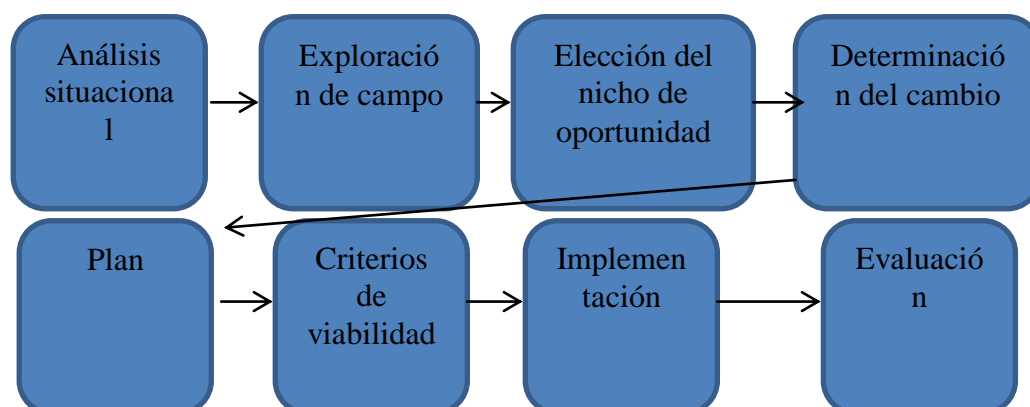 Análisis
situaciona
l
Exploració
n de campo
Elección del
nicho de
oportunidad
Determinació
n del cambio
Plan
Criterios
de
viabilidad
Implemen
tación
Evaluació
n